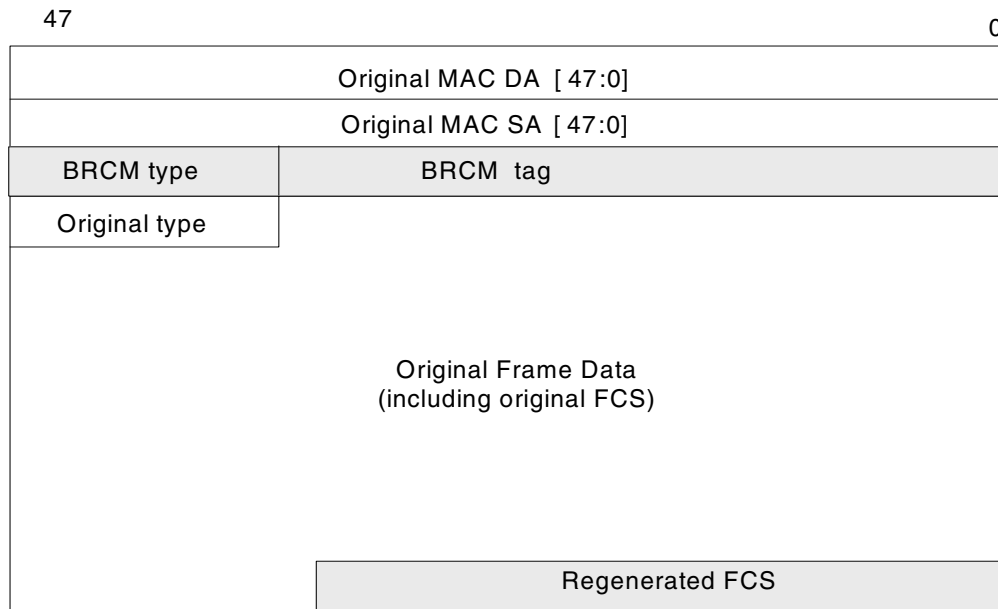 47
0
Original MAC DA [ 47:0]
Original MAC SA [ 47:0]
BRCM type BRCM tag
Original type
Original Frame Data
(including original FCS)
Regenerated FCS